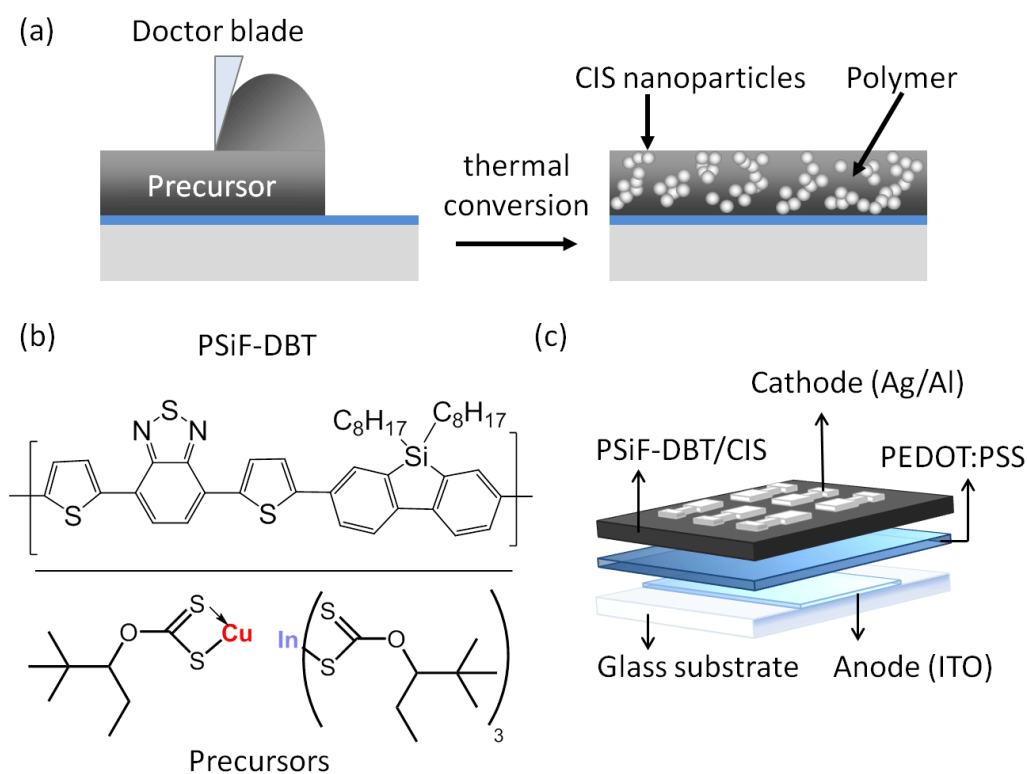 (a)
Doctor blade
Precursor
thermal
conversion
CIS nanoparticles
Polymer
(b)
PSiF-DBT
S
N
N
C8H17
C8H17
Si
S
S
S
Cu
O
S
In
S
S
O
3
Precursors
(c)
Cathode (Ag/Al)
PSiF-DBT/CIS
PEDOT:PSS
Glass substrate
Anode (ITO)